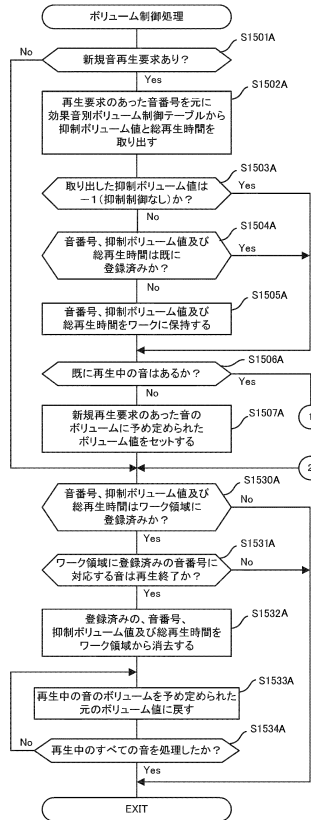 ボリューム制御処理
S1501A
新規音再生要求あり？
No
Yes
S1502A
再生要求のあった音番号を元に
効果音別ボリューム制御テーブルから
抑制ボリューム値と総再生時間を
取り出す
S1503A
取り出した抑制ボリューム値は
－1（抑制制御なし）か？
Yes
No
S1504A
音番号、抑制ボリューム値及び
総再生時間は既に
登録済みか？
Yes
No
S1505A
音番号、抑制ボリューム値及び
総再生時間をワークに保持する
S1506A
既に再生中の音はあるか？
Yes
No
1
S1507A
新規再生要求のあった音の
ボリュームに予め定められた
ボリューム値をセットする
2
S1530A
音番号、抑制ボリューム値及び
総再生時間はワーク領域に
登録済みか？
No
Yes
S1531A
ワーク領域に登録済みの音番号に
対応する音は再生終了か？
No
Yes
S1532A
登録済みの、音番号、
抑制ボリューム値及び総再生時間を
ワーク領域から消去する
S1533A
再生中の音のボリュームを予め定められた
元のボリューム値に戻す
S1534A
No
再生中のすべての音を処理したか？
Yes
EXIT